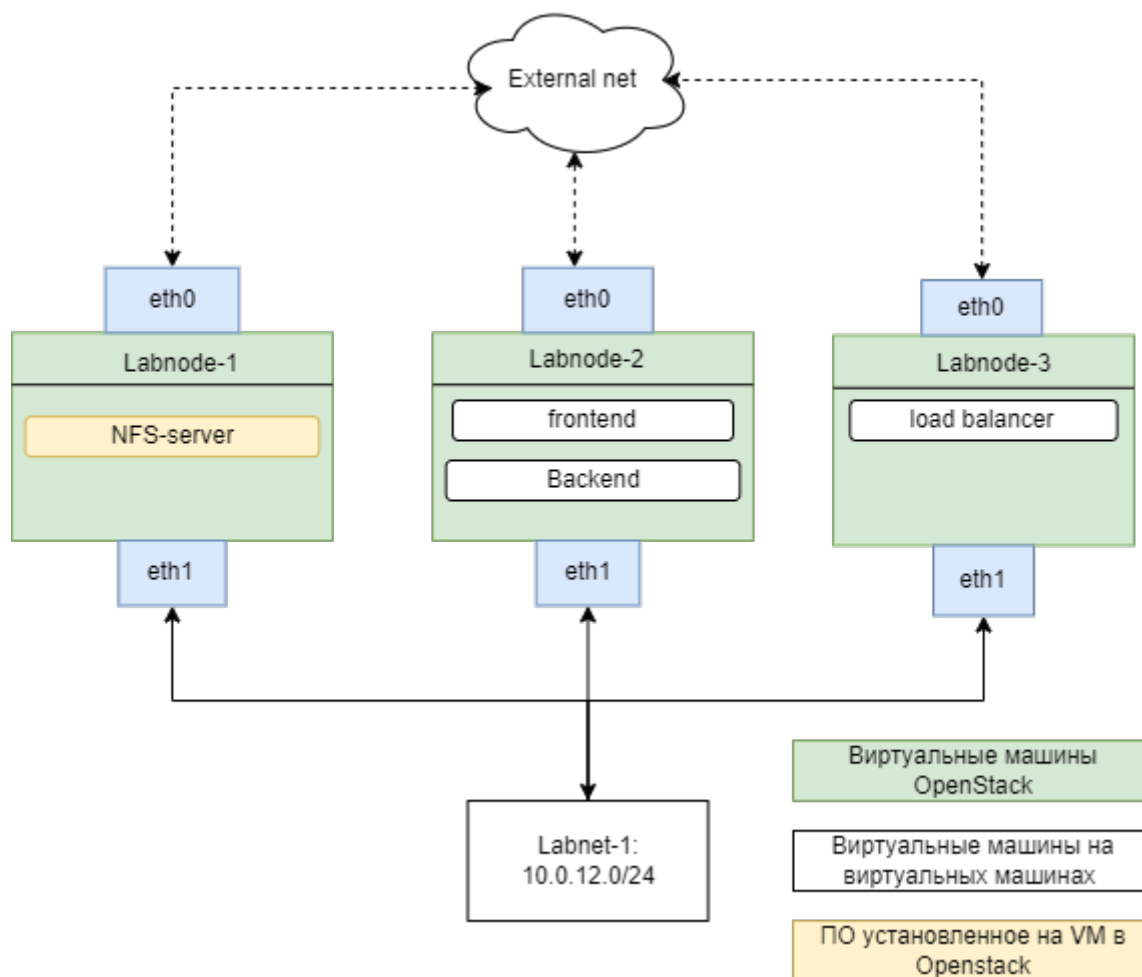 External net
eth0
eth0
eth0
Labnode-1
Labnode-2
Labnode-3
NFS-server
frontend
load balancer
Backend
eth1
eth1
eth1
Labnet-1:
10.0.12.0/24
Виртуальные машины
OpenStack
Виртуальные машины на
виртуальных машинах
ПО установленное на VM в
Openstack